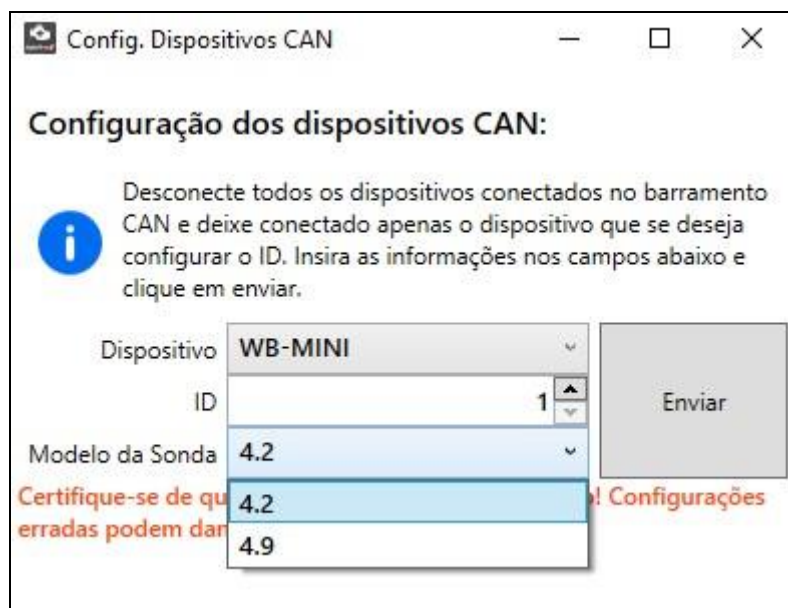 Config. Dispositivos CAN
Configuração dos dispositivos CAN:
Desconecte todos os dispositivos conectados no barramento
CAN e deixe conectado apenas o dispositivo que se deseja
configurar o ID. Insira as informações nos campos abaixo e
clique em enviar.
Dispositivo WB-MINI
ID 1
Enviar
Modelo da Sonda 4.2
Certifique-se de 4.2 Configurações
erradas podem 4.9